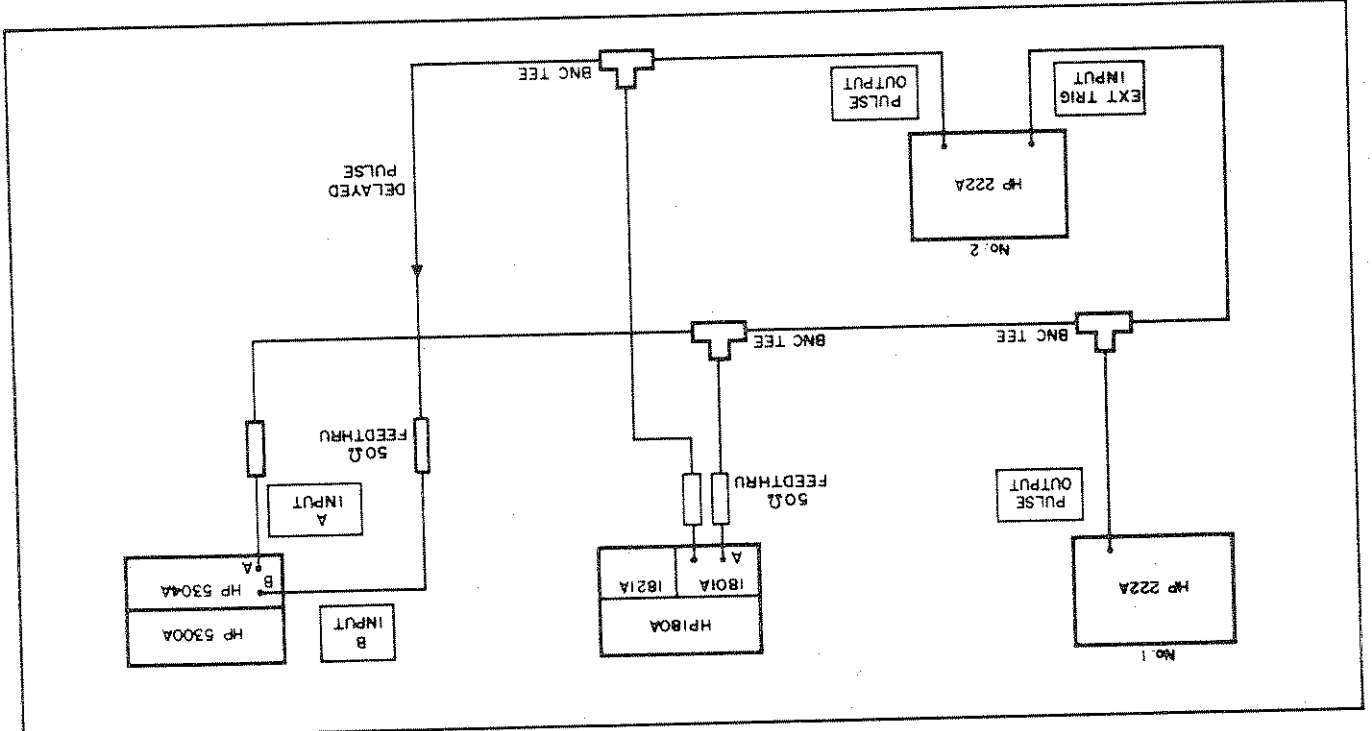 No. 1
HP 222A
PULSE
OUTPUT
HP180A
1801A
1821A
A
50Ω
FEEDTHRU
HP 5300A
HP 5304A
B
A
B
INPUT
A
INPUT
50Ω
FEEDTHRU
BNC TEE
BNC TEE
No. 2
HP 222A
EXT TRIG
INPUT
PULSE
OUTPUT
DELAYED
PULSE
BNC TEE